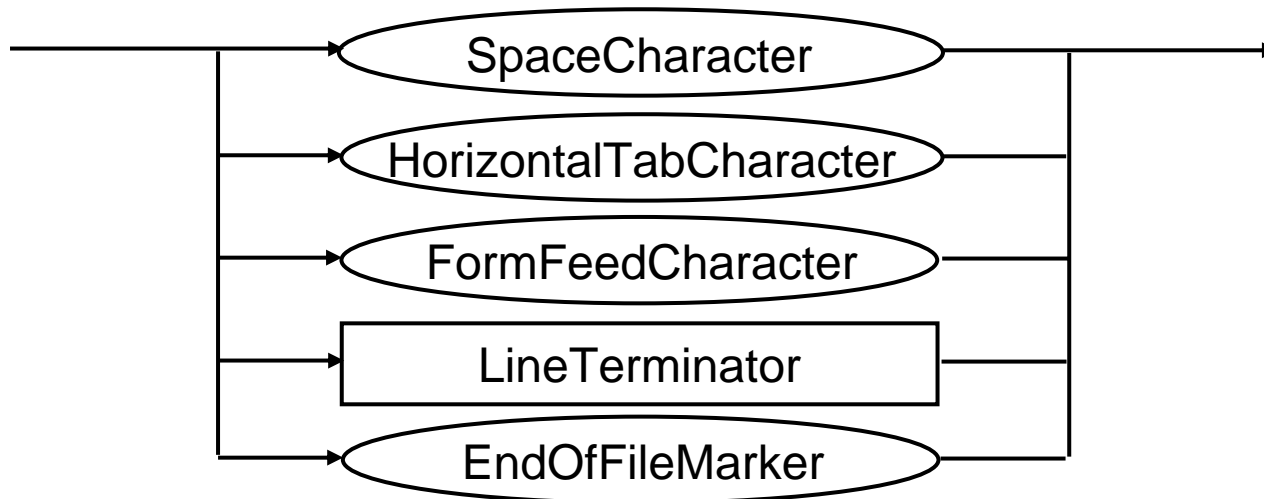 SpaceCharacter
HorizontalTabCharacter
FormFeedCharacter
LineTerminator
EndOfFileMarker